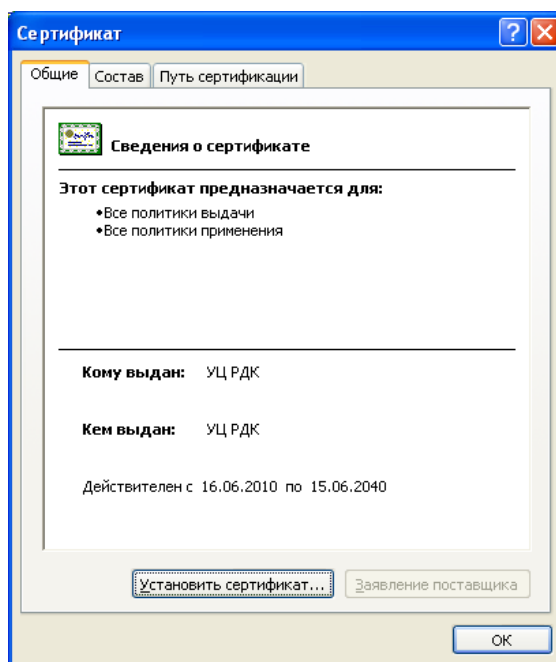 Сертификат
Общие Состав Путь сертификации
Сведения о сертификате
Этот сертификат предназначается для:
•Все политики выдачи
•Все политики применения
Кому выдан: УЦ РДК
Кем выдан: УЦ РДК
Действителен с 16.06.2010 по 15.06.2040
Установить сертификат... Заявление поставщика
ОК